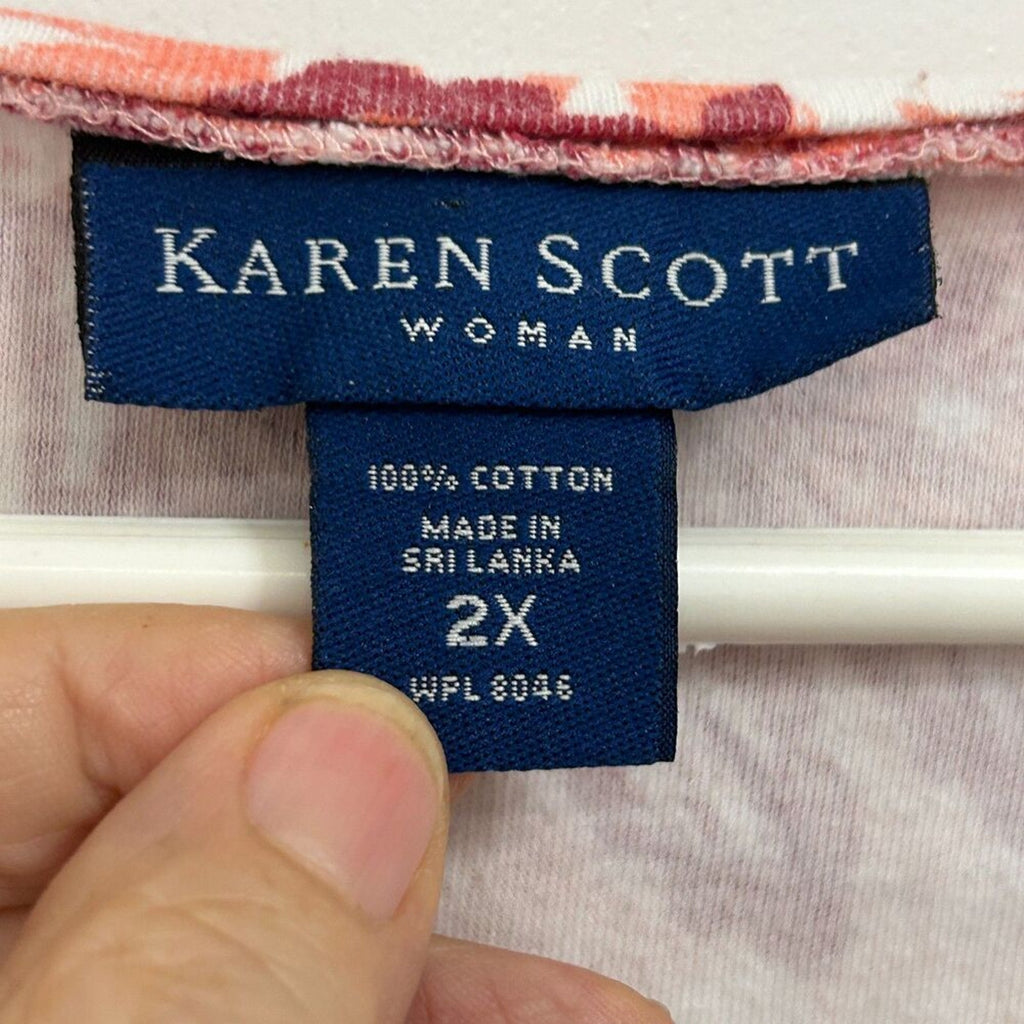 KAREN SCOTT
WOMAN
100% COTTON
MADE IN
SRI LANKA
2X
WPL 8046